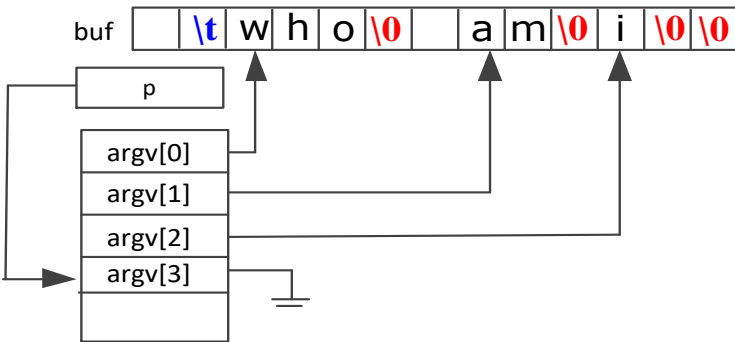 buf \t w h o \0 a m \0 i \0 \0
p
argv[0]
argv[1]
argv[2]
argv[3]